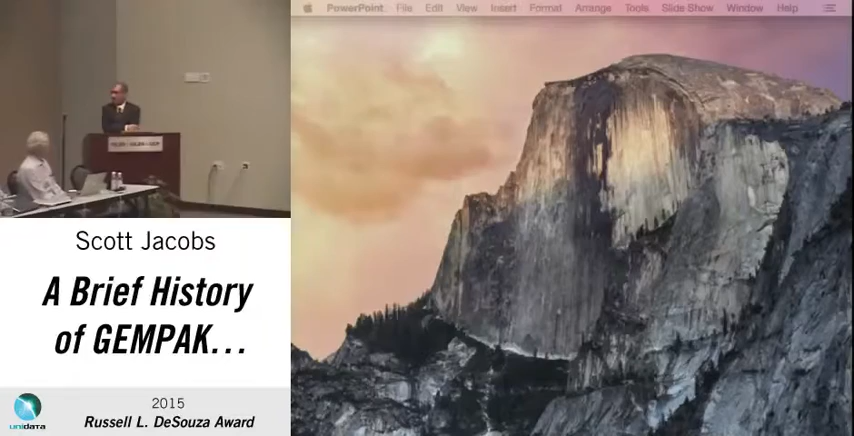 PowerPoint File Edit View Insert Format Arrange Tools Slide Show Window Help
Scott Jacobs
A Brief History
of GEMPAK...
2015
Russell L. DeSouza Award
unidata